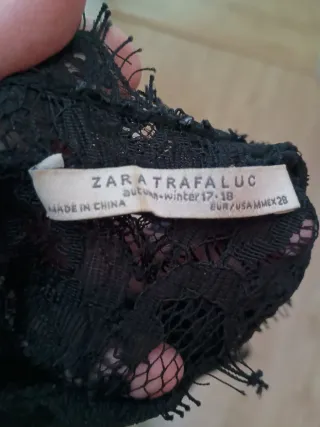 ZARA TRAFALUC
autumn·winter 17·18
MADE IN CHINA EUR/USA M MEX 28